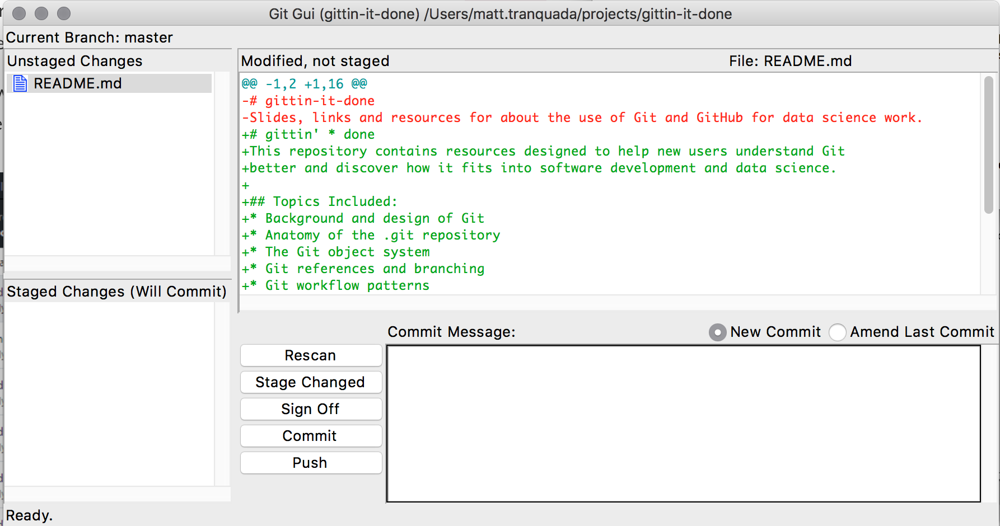 Git Gui (gittin-it-done) /Users/matt.tranquada/projects/gittin-it-done
Current Branch: master
Unstaged Changes
README.md
Staged Changes (Will Commit)
Modified, not staged File: README.md
@@ -1,2 +1,16 @@
-# gittin-it-done
-Slides, links and resources for about the use of Git and GitHub for data science work.
+# gittin' * done
+This repository contains resources designed to help new users understand Git
+better and discover how it fits into software development and data science.
+
+## Topics Included:
+* Background and design of Git
+* Anatomy of the .git repository
+* The Git object system
+* Git references and branching
+* Git workflow patterns
Commit Message: New Commit Amend Last Commit
Rescan
Stage Changed
Sign Off
Commit
Push
Ready.